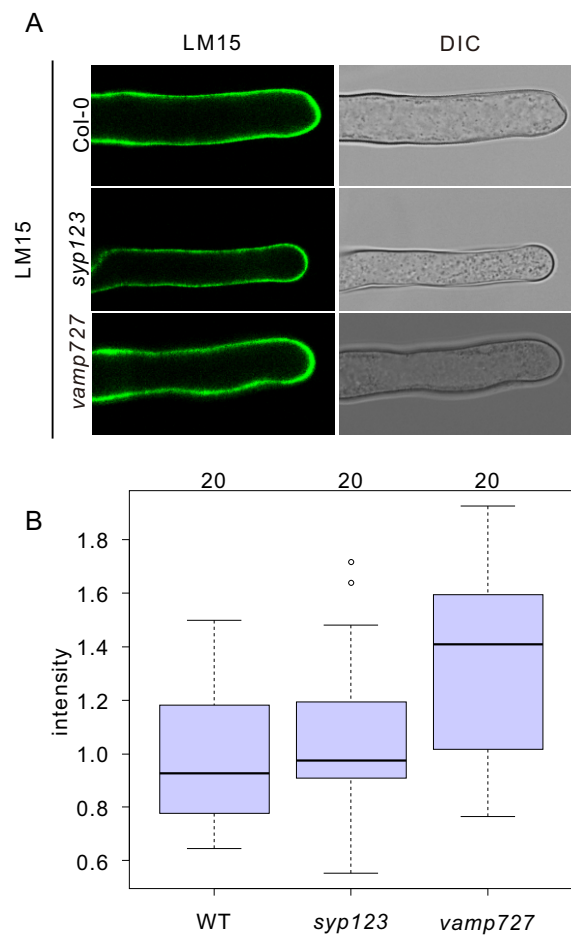 A
LM15 DIC
LM15
Col-0
syp123
vamp727
B
20 20 20
intensity
1.8
1.6
1.4
1.2
1.0
0.8
0.6
WT syp123 vamp727